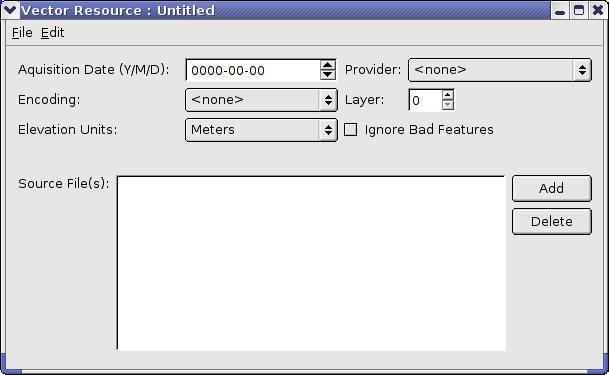 Vector Resource : Untitled
File Edit
Aquisition Date (Y/M/D): 0000-00-00 Provider: <none>
Encoding: <none> Layer: 0
Elevation Units: Meters Ignore Bad Features
Source File(s): Add
Delete